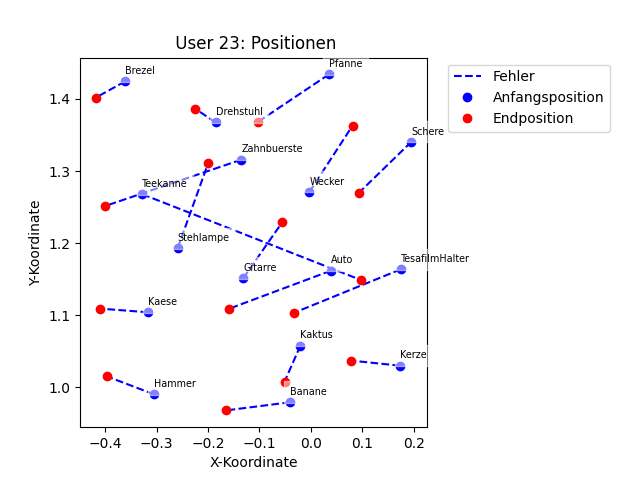 User 23: Positionen
Fehler
Anfangsposition
Endposition
Brezel
Pfanne
Drehstuhl
Schere
Zahnbuerste
Teekanne
Wecker
Stehlampe
Gitarre
Auto
TesafilmHalter
Kaese
Kaktus
Kerze
Hammer
Banane
Y-Koordinate
1.4
1.3
1.2
1.1
1.0
−0.4
−0.3
−0.2
−0.1
0.0
0.1
0.2
X-Koordinate